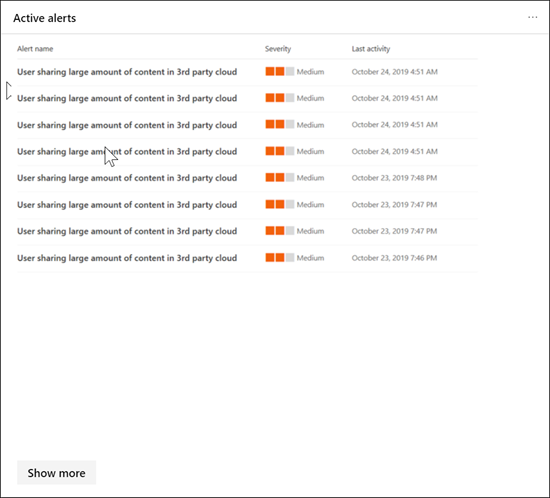 Active alerts ...
Alert name Severity Last activity
User sharing large amount of content in 3rd party cloud Medium October 24, 2019 4:51 AM
User sharing large amount of content in 3rd party cloud Medium October 24, 2019 4:51 AM
User sharing large amount of content in 3rd party cloud Medium October 24, 2019 4:51 AM
User sharing large amount of content in 3rd party cloud Medium October 24, 2019 4:51 AM
User sharing large amount of content in 3rd party cloud Medium October 23, 2019 7:48 PM
User sharing large amount of content in 3rd party cloud Medium October 23, 2019 7:47 PM
User sharing large amount of content in 3rd party cloud Medium October 23, 2019 7:47 PM
User sharing large amount of content in 3rd party cloud Medium October 23, 2019 7:46 PM
Show more